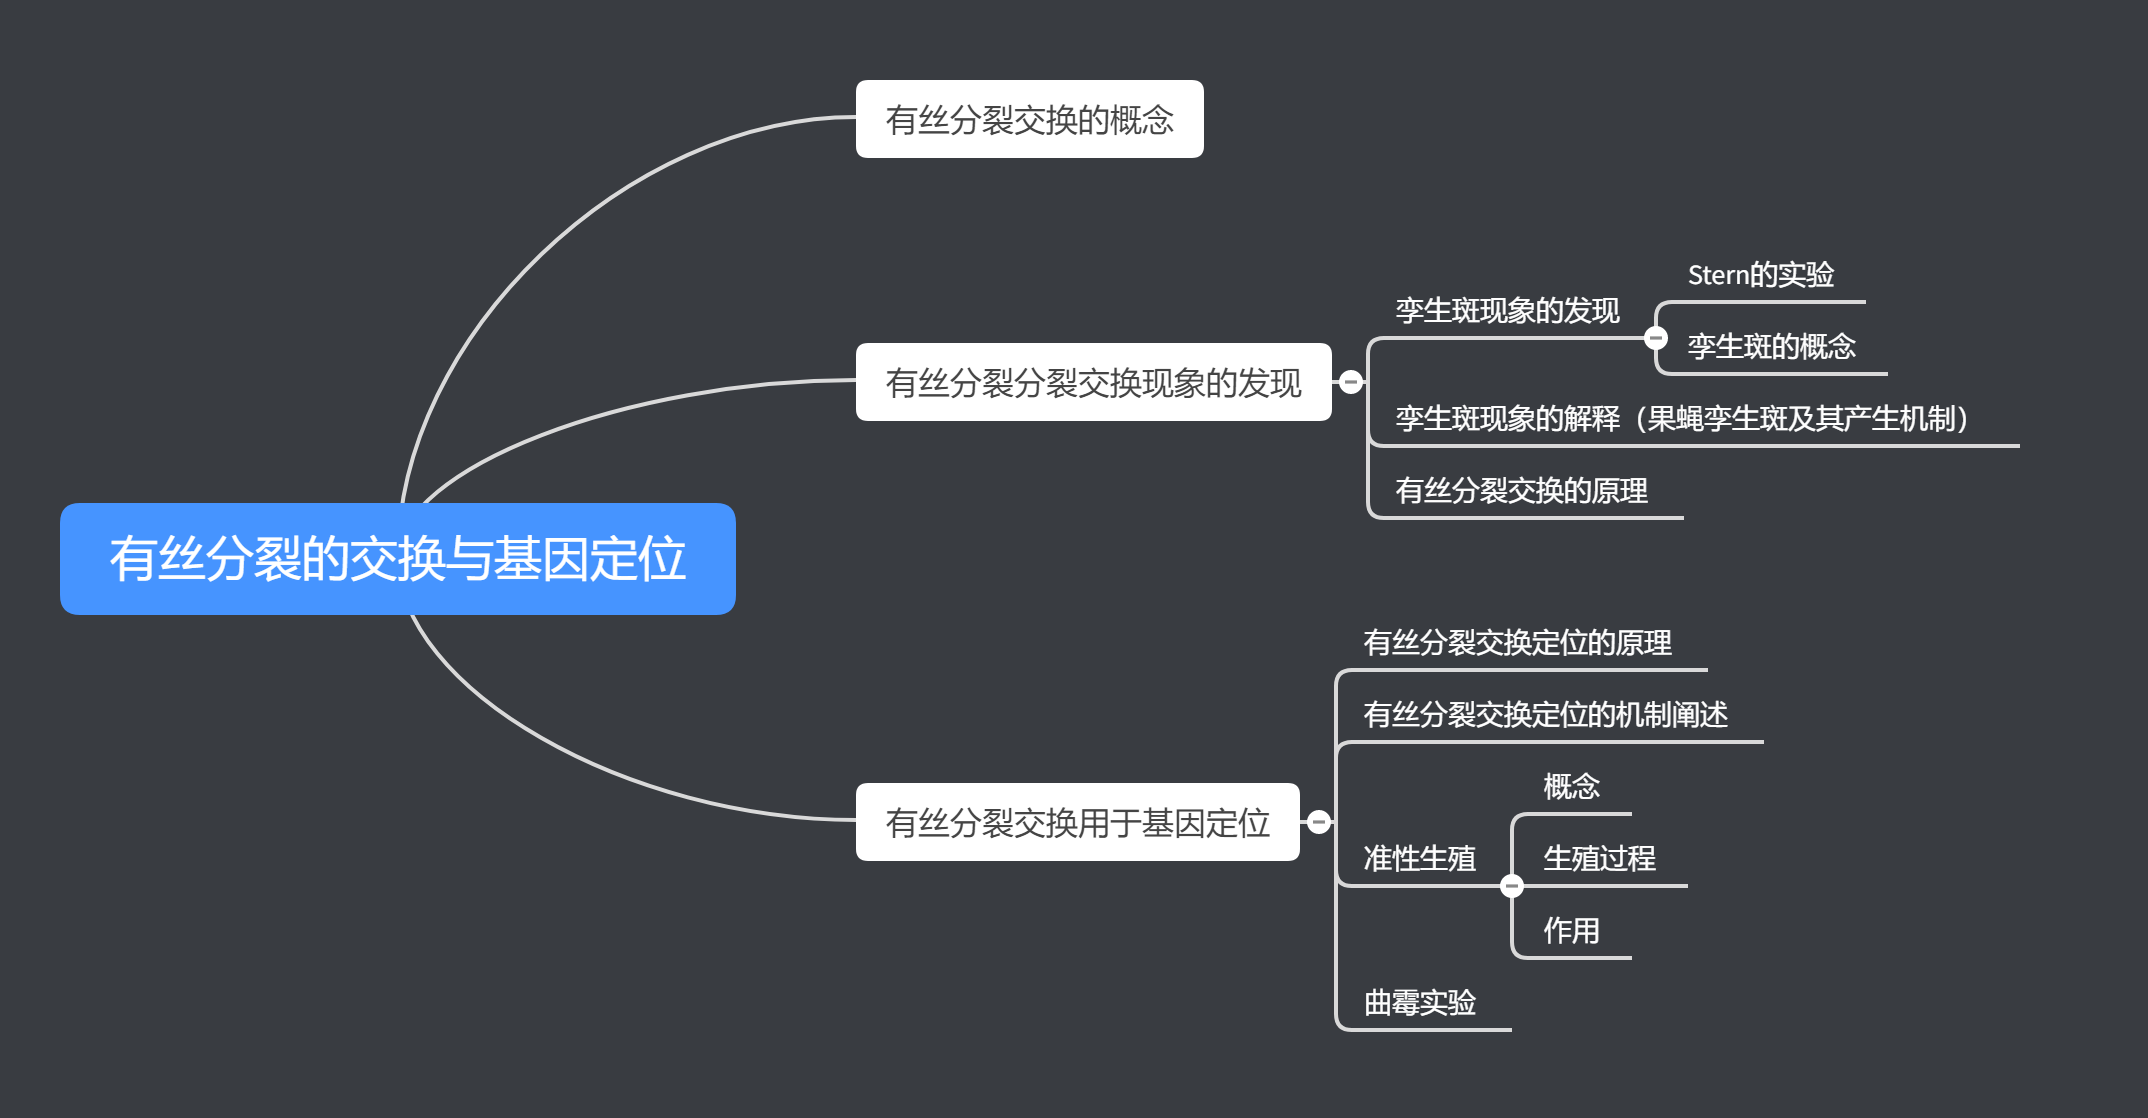 有丝分裂的交换与基因定位
有丝分裂交换的概念
有丝分裂分裂交换现象的发现
孪生斑现象的发现
Stern的实验
孪生斑的概念
孪生斑现象的解释（果蝇孪生斑及其产生机制）
有丝分裂交换的原理
有丝分裂交换用于基因定位
有丝分裂交换定位的原理
有丝分裂交换定位的机制阐述
准性生殖
概念
生殖过程
作用
曲霉实验